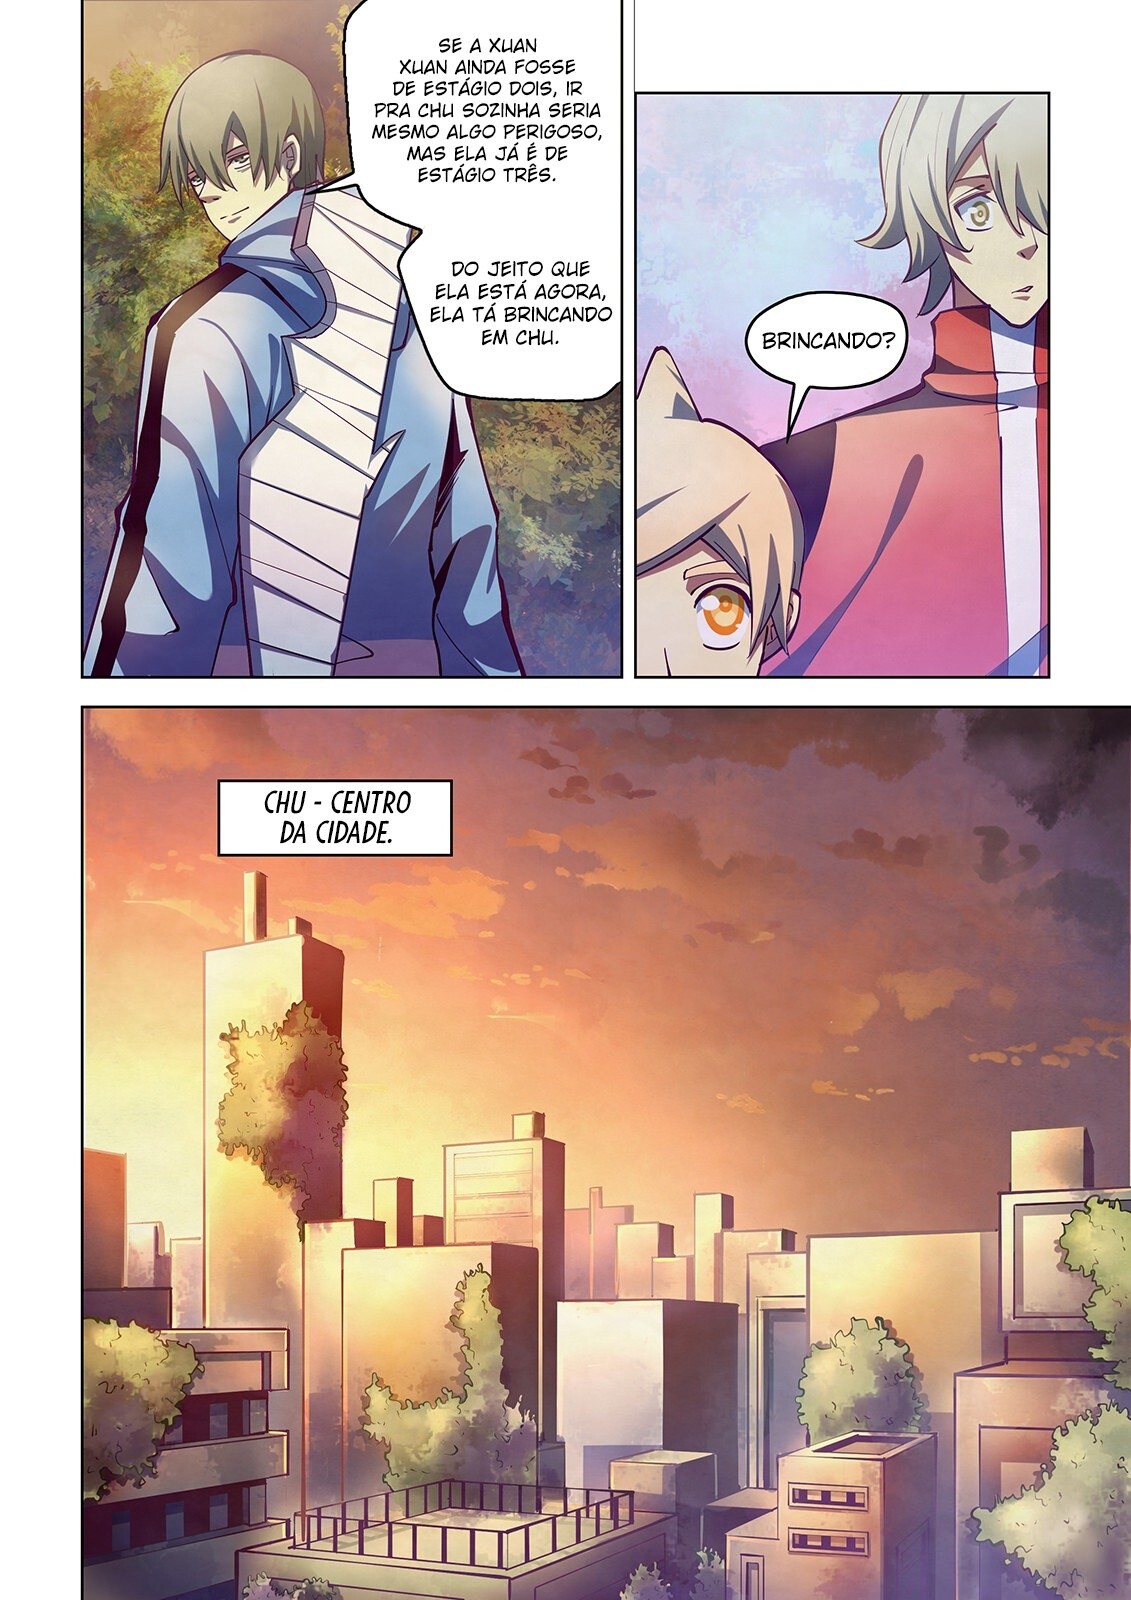 SE A XUAN
XUAN AINDA FOSSE
DE ESTÁGIO DOIS, IR
PRA CHU SOZINHA SERIA
MESMO ALGO PERIGOSO,
MAS ELA JÁ É DE
ESTÁGIO TRÊS.
DO JEITO QUE
ELA ESTÁ AGORA,
ELA TÁ BRINCANDO
EM CHU.
BRINCANDO?
CHU - CENTRO
DA CIDADE.